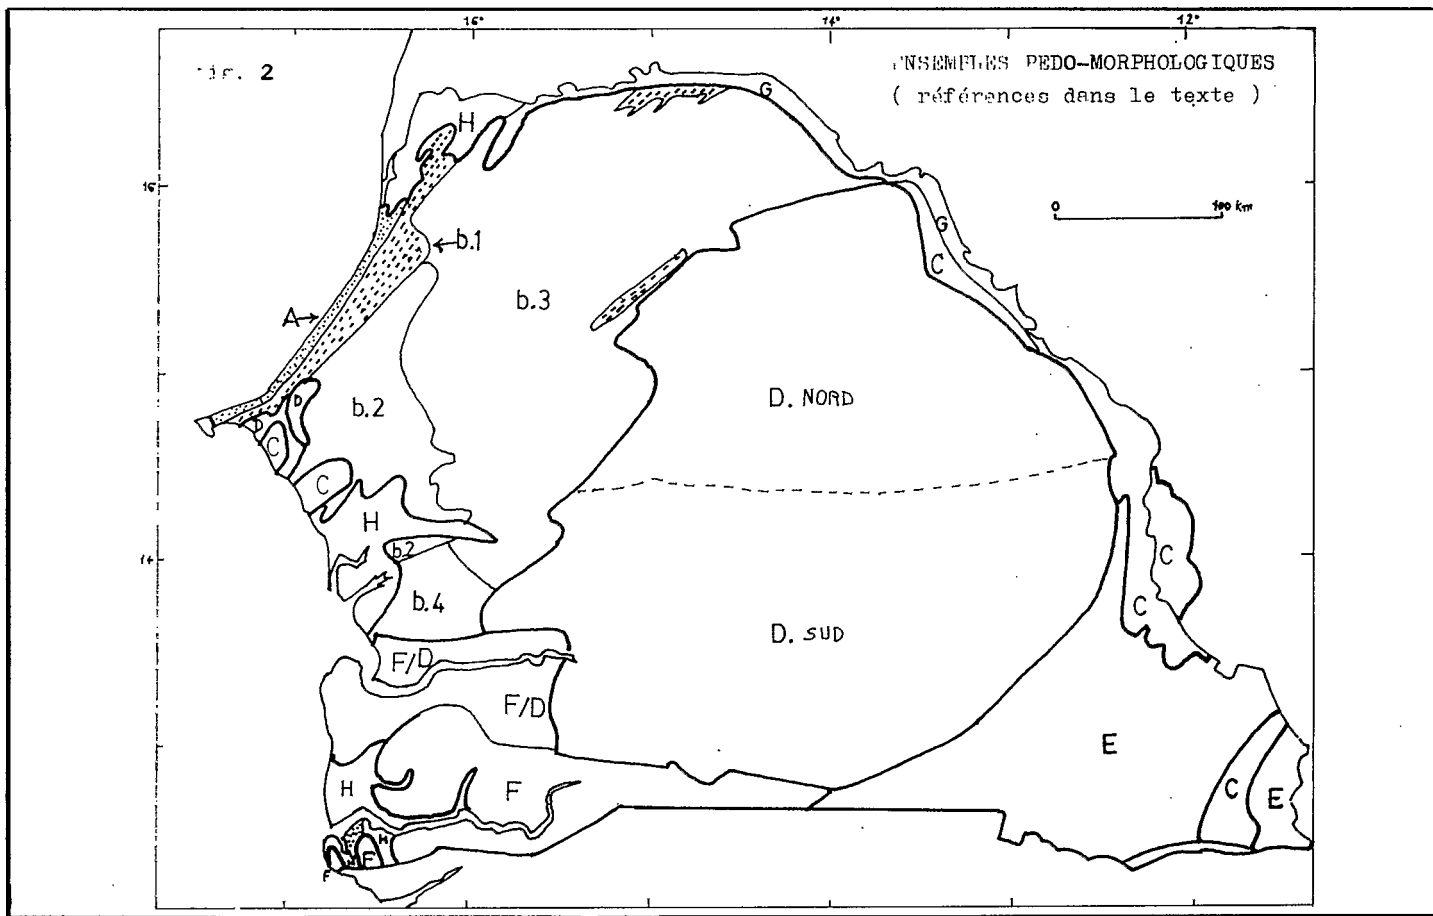 16° 14° 12°
fig. 2
ENSEMBLES PEDO-MORPHOLOGIQUES
( références dans le texte )
G
H
16
0 100 km
b.1
G
C
b.3
A
D. NORD
D
b.2
D
C
C
H
14
b.2
C
C
b.4
D. SUD
F/D
F/D
E
H
F
C
E
H
F
F